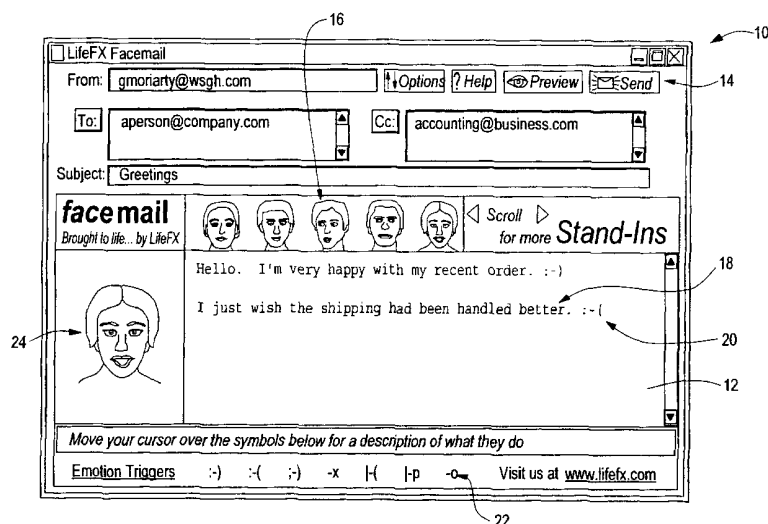 16
10
LifeFX Facemail
From: gmoriarty@wsgh.com Options ? Help Preview Send
14
To: aperson@company.com Cc: accounting@business.com
Subject: Greetings
facemail
Brought to life... by LifeFX
Scroll
for more Stand-Ins
Hello. I'm very happy with my recent order. :-)
18
I just wish the shipping had been handled better. :-(
20
24
12
Move your cursor over the symbols below for a description of what they do
Emotion Triggers :-) :-( ;-) -x |-( |-p -o Visit us at www.lifefx.com
22